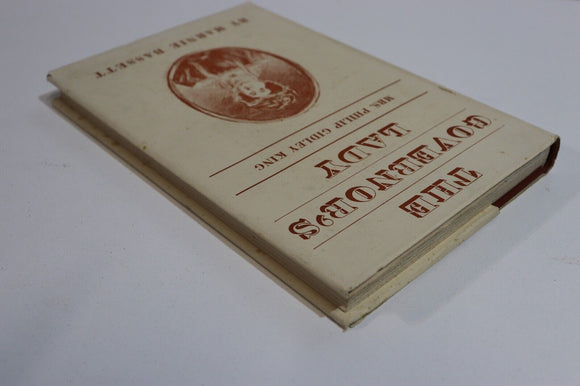 THE
GOVERNOR'S
LADY
MRS. PHILIP GIDLEY KING
BY MARNIE BASSETT